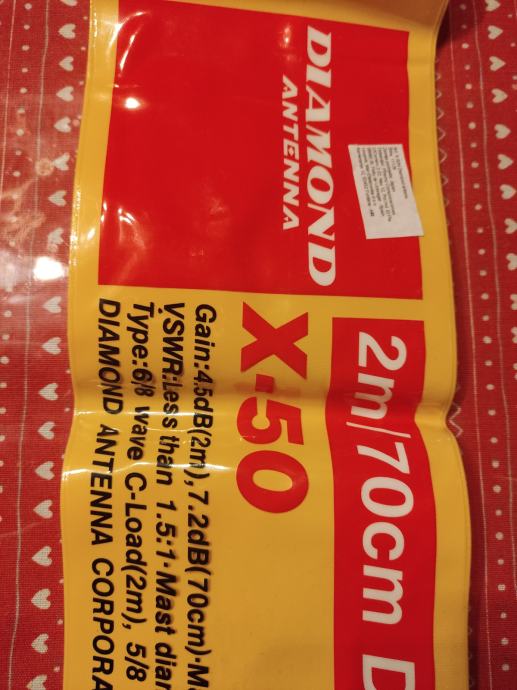 DIAMOND
ANTENNA
2m/70cm D
X-50
Gain:4.5dB(2m),7.2dB(70cm)·M
VSWR:Less than 1.5:1·Mast diam
Type:6/8 wave C-Load(2m), 5/8
DIAMOND ANTENNA CORPORA